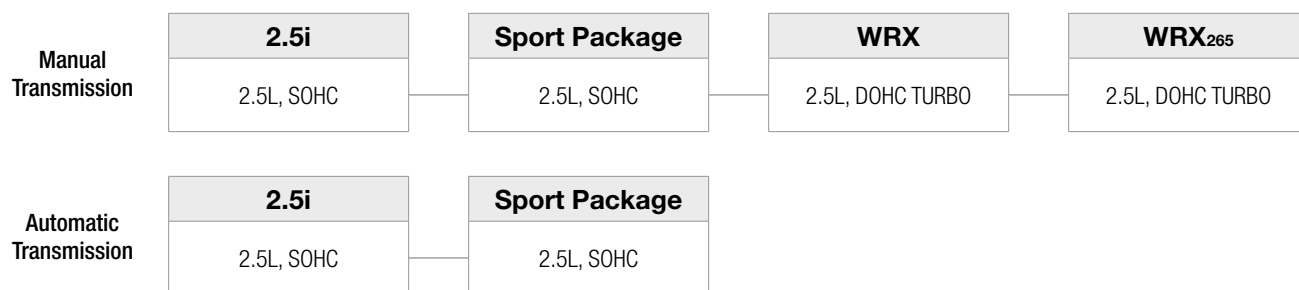 2.5i
Sport Package
WRX
WRX265
Manual
Transmission
2.5L, SOHC
2.5L, SOHC
2.5L, DOHC TURBO
2.5L, DOHC TURBO
2.5i
Sport Package
Automatic
Transmission
2.5L, SOHC
2.5L, SOHC